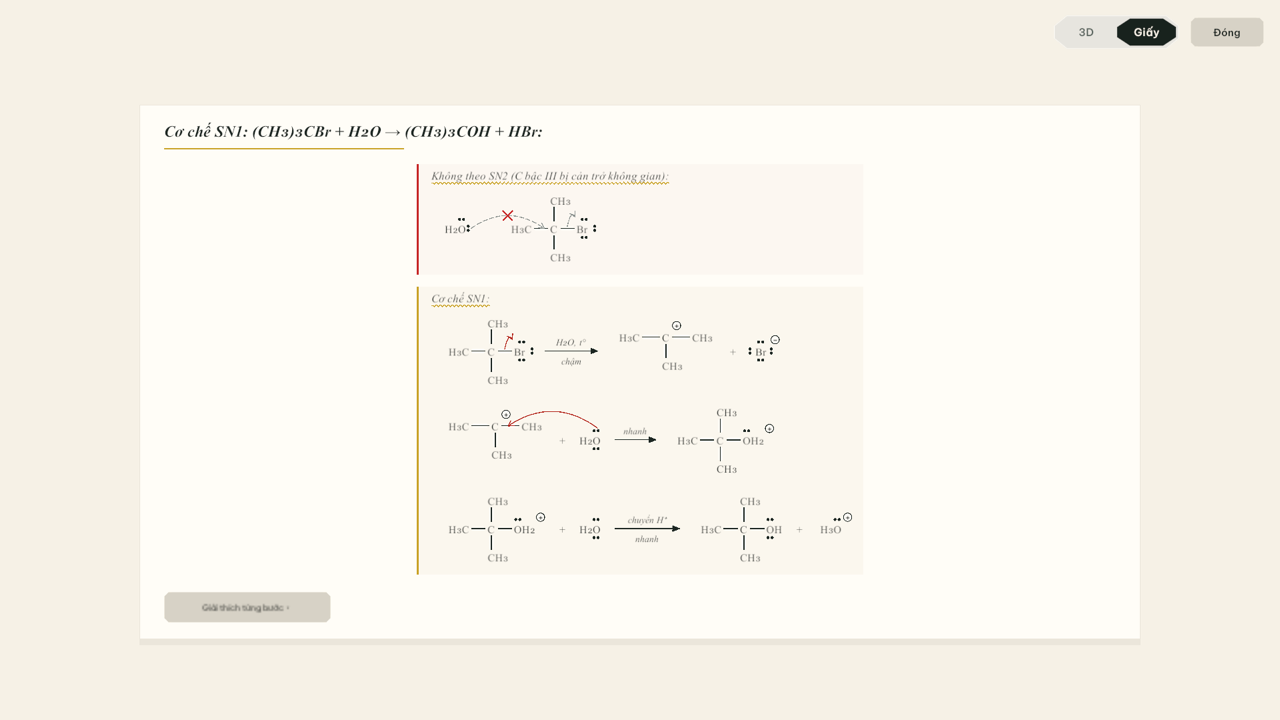 3D
Giấy
Đóng
Cơ chế SN1: (CH3)3CBr + H2O → (CH3)3COH + HBr:
Không theo SN2 (C bậc III bị cản trở không gian):
CH3
H2O
H3C
C
Br
CH3
Cơ chế SN1:
CH3
H3C
C
Br
H2O, t°
chậm
H3C
C
CH3
+
Br
CH3
CH3
H3C
C
CH3
+
H2O
nhanh
CH3
H3C
C
OH2
CH3
CH3
CH3
H3C
C
OH2
+
H2O
chuyển H⁺
nhanh
CH3
H3C
C
OH
+
H3O
CH3
CH3
Giải thích từng bước